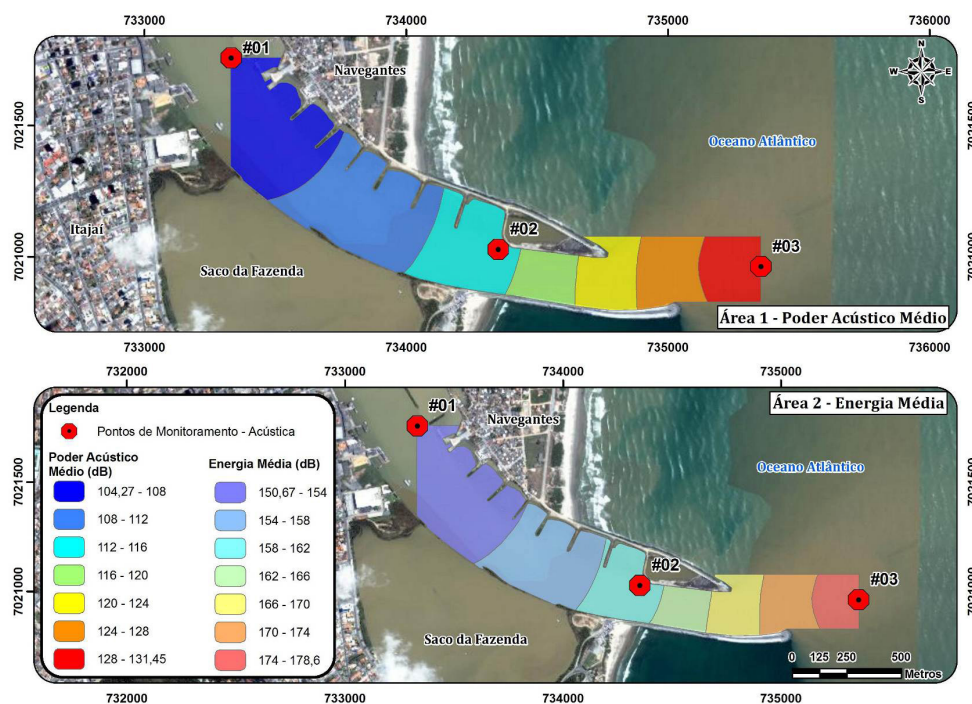 733000 734000 735000 736000
#01
Navegantes
N
W E
S
7021500
7021500
Oceano Atlântico
Itajaí
#02
#03
7021000
7021000
Saco da Fazenda
Área 1 - Poder Acústico Médio
733000 734000 735000 736000
732000 733000 734000 735000
Legenda
Pontos de Monitoramento - Acústica
Poder Acústico
Médio (dB)
104,27 - 108
108 - 112
112 - 116
116 - 120
120 - 124
124 - 128
128 - 131,45
Energia Média (dB)
150,67 - 154
154 - 158
158 - 162
162 - 166
166 - 170
170 - 174
174 - 178,6
#01
Navegantes
Área 2 - Energia Média
7021500
7021500
Oceano Atlântico
#02
#03
7021000
7021000
Saco da Fazenda
0 125 250 500
Metros
732000 733000 734000 735000